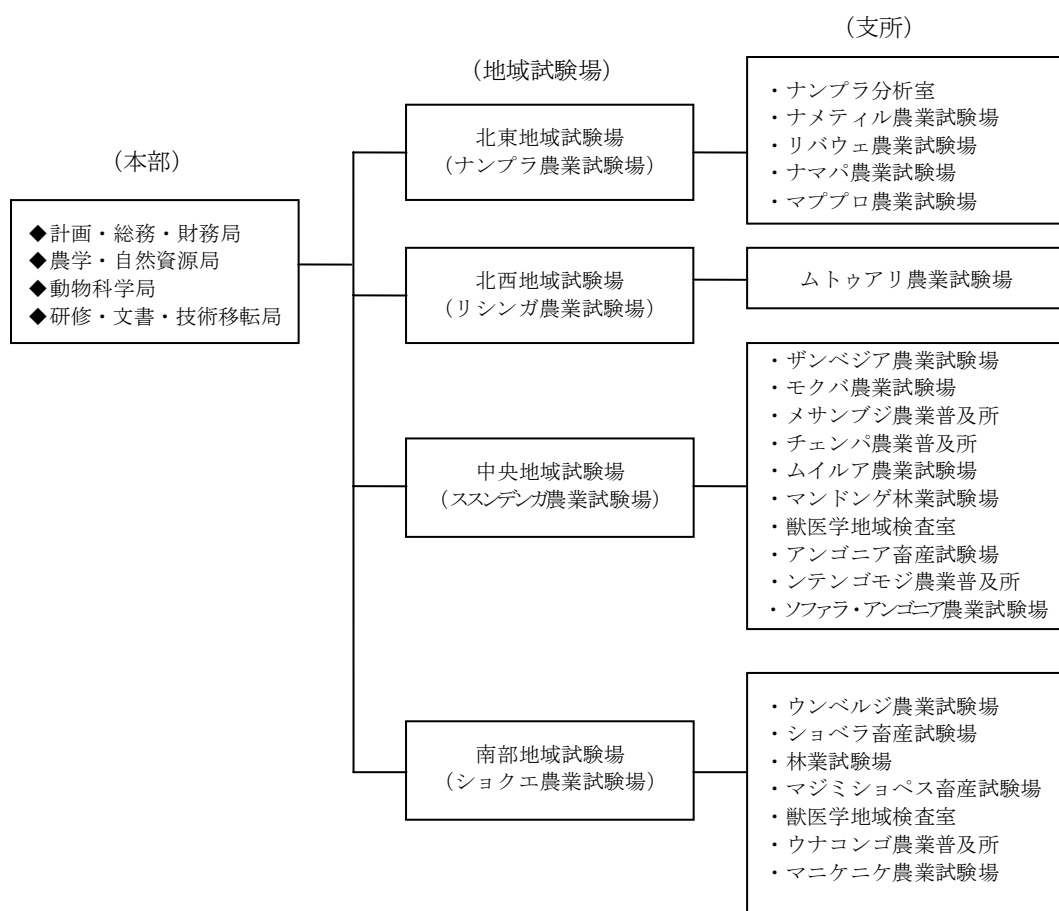 （支所）
（地域試験場）
（本部）
◆計画・総務・財務局
◆農学・自然資源局
◆動物科学局
◆研修・文書・技術移転局
北東地域試験場
（ナンプラ農業試験場）
・ナンプラ分析室
・ナメティル農業試験場
・リバウェ農業試験場
・ナマパ農業試験場
・マププロ農業試験場
北西地域試験場
（リシンガ農業試験場）
ムトゥアリ農業試験場
中央地域試験場
（ススンデンガ農業試験場）
・ザンベジア農業試験場
・モクバ農業試験場
・メサンブジ農業普及所
・チェンパ農業普及所
・ムイルア農業試験場
・マンドンゲ林業試験場
・獣医学地域検査室
・アンゴニア畜産試験場
・ンテンゴモジ農業普及所
・ソファラ・アンゴニア農業試験場
南部地域試験場
（ショクエ農業試験場）
・ウンベルジ農業試験場
・ショベラ畜産試験場
・林業試験場
・マジミショペス畜産試験場
・獣医学地域検査室
・ウナコンゴ農業普及所
・マニケニケ農業試験場